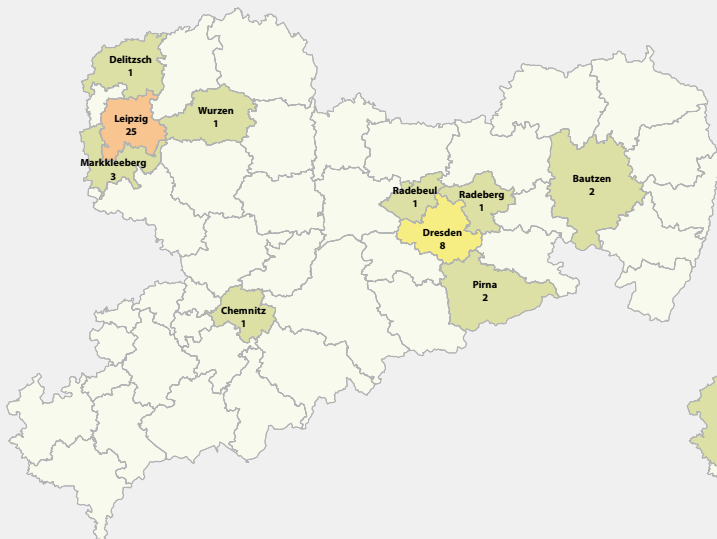 Delitzsch
1
Leipzig
25
Wurzen
1
Markkleeberg
3
Radebeul
1
Radeberg
1
Bautzen
2
Dresden
8
Pirna
2
Chemnitz
1